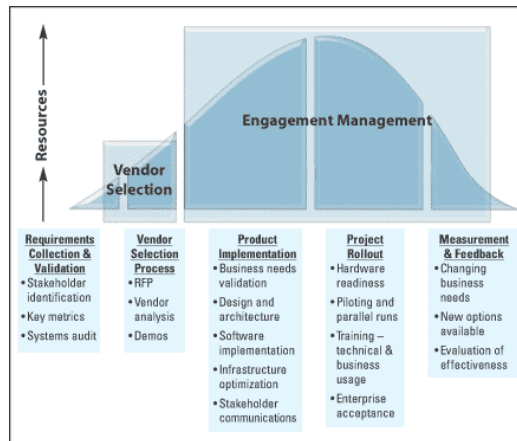 Resources
Engagement Management
Vendor
Selection
Requirements
Collection &
Validation
• Stakeholder
identification
• Key metrics
• Systems audit
Vendor
Selection
Process
• RFP
• Vendor
analysis
• Demos
Product
Implementation
• Business needs
validation
• Design and
architecture
• Software
implementation
• Infrastructure
optimization
• Stakeholder
communications
Project
Rollout
• Hardware
readiness
• Piloting and
parallel runs
• Training –
technical &
business
usage
• Enterprise
acceptance
Measurement
& Feedback
• Changing
business
needs
• New options
available
• Evaluation of
effectiveness